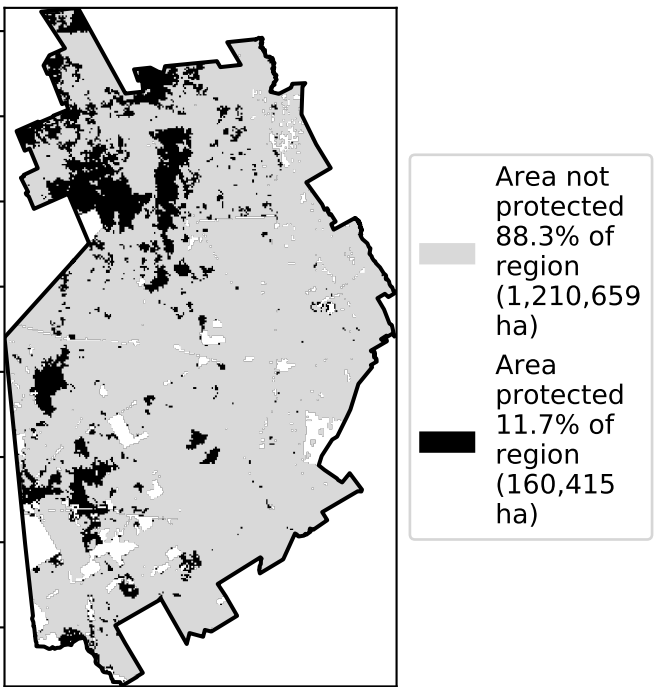 Area not
protected
88.3% of
region
(1,210,659
ha)
Area
protected
11.7% of
region
(160,415
ha)